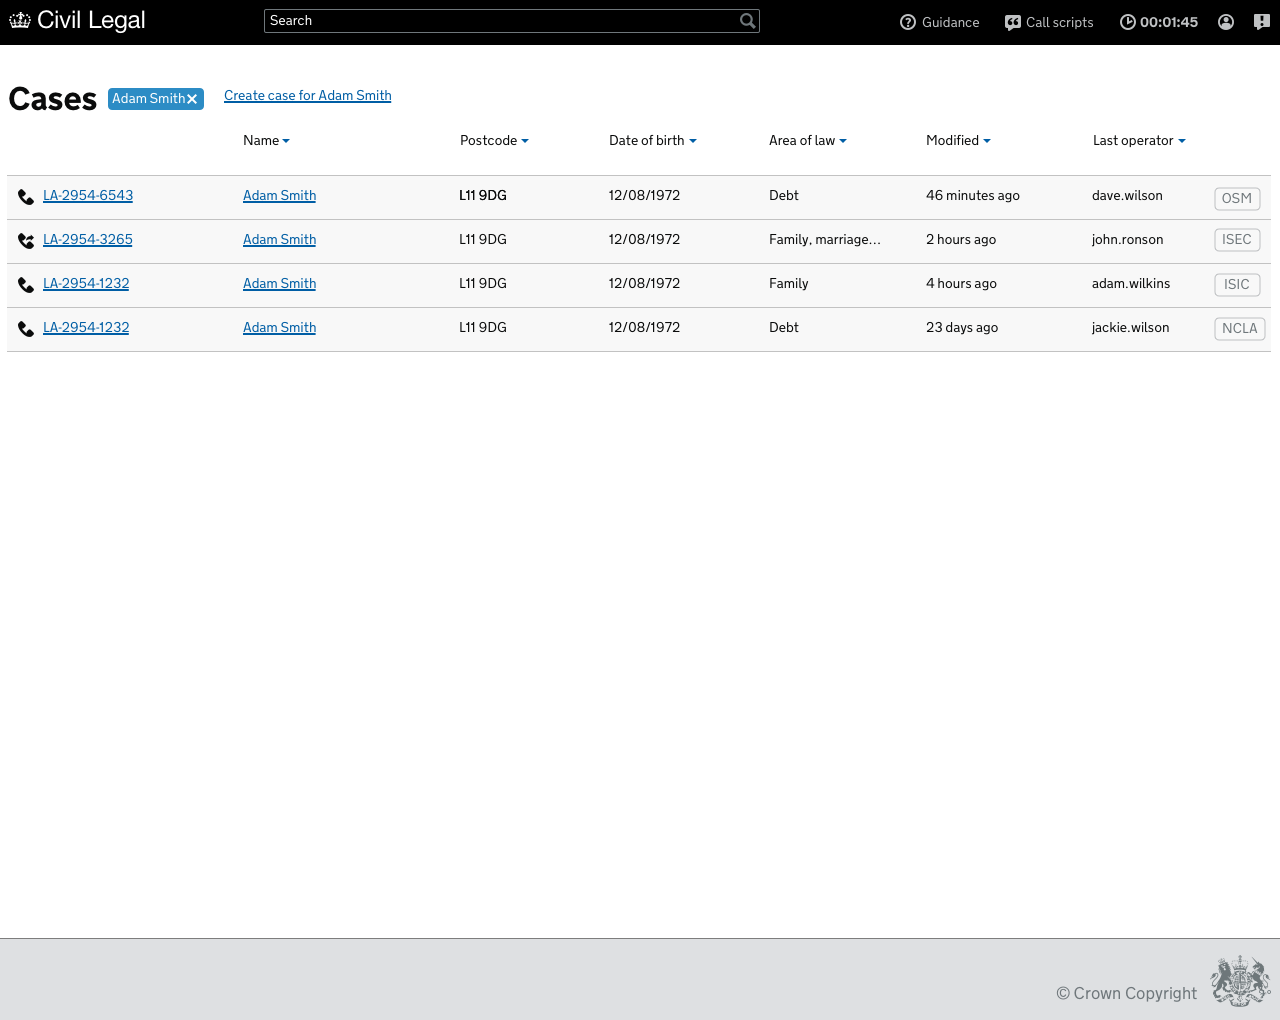 Civil Legal Search Guidance Call scripts 00:01:45
Cases Adam Smith Create case for Adam Smith
Name Postcode Date of birth Area of law Modified Last operator
LA-2954-6543 Adam Smith L11 9DG 12/08/1972 Debt 46 minutes ago dave.wilson OSM
LA-2954-3265 Adam Smith L11 9DG 12/08/1972 Family, marriage... 2 hours ago john.ronson ISEC
LA-2954-1232 Adam Smith L11 9DG 12/08/1972 Family 4 hours ago adam.wilkins ISIC
LA-2954-1232 Adam Smith L11 9DG 12/08/1972 Debt 23 days ago jackie.wilson NCLA
© Crown Copyright